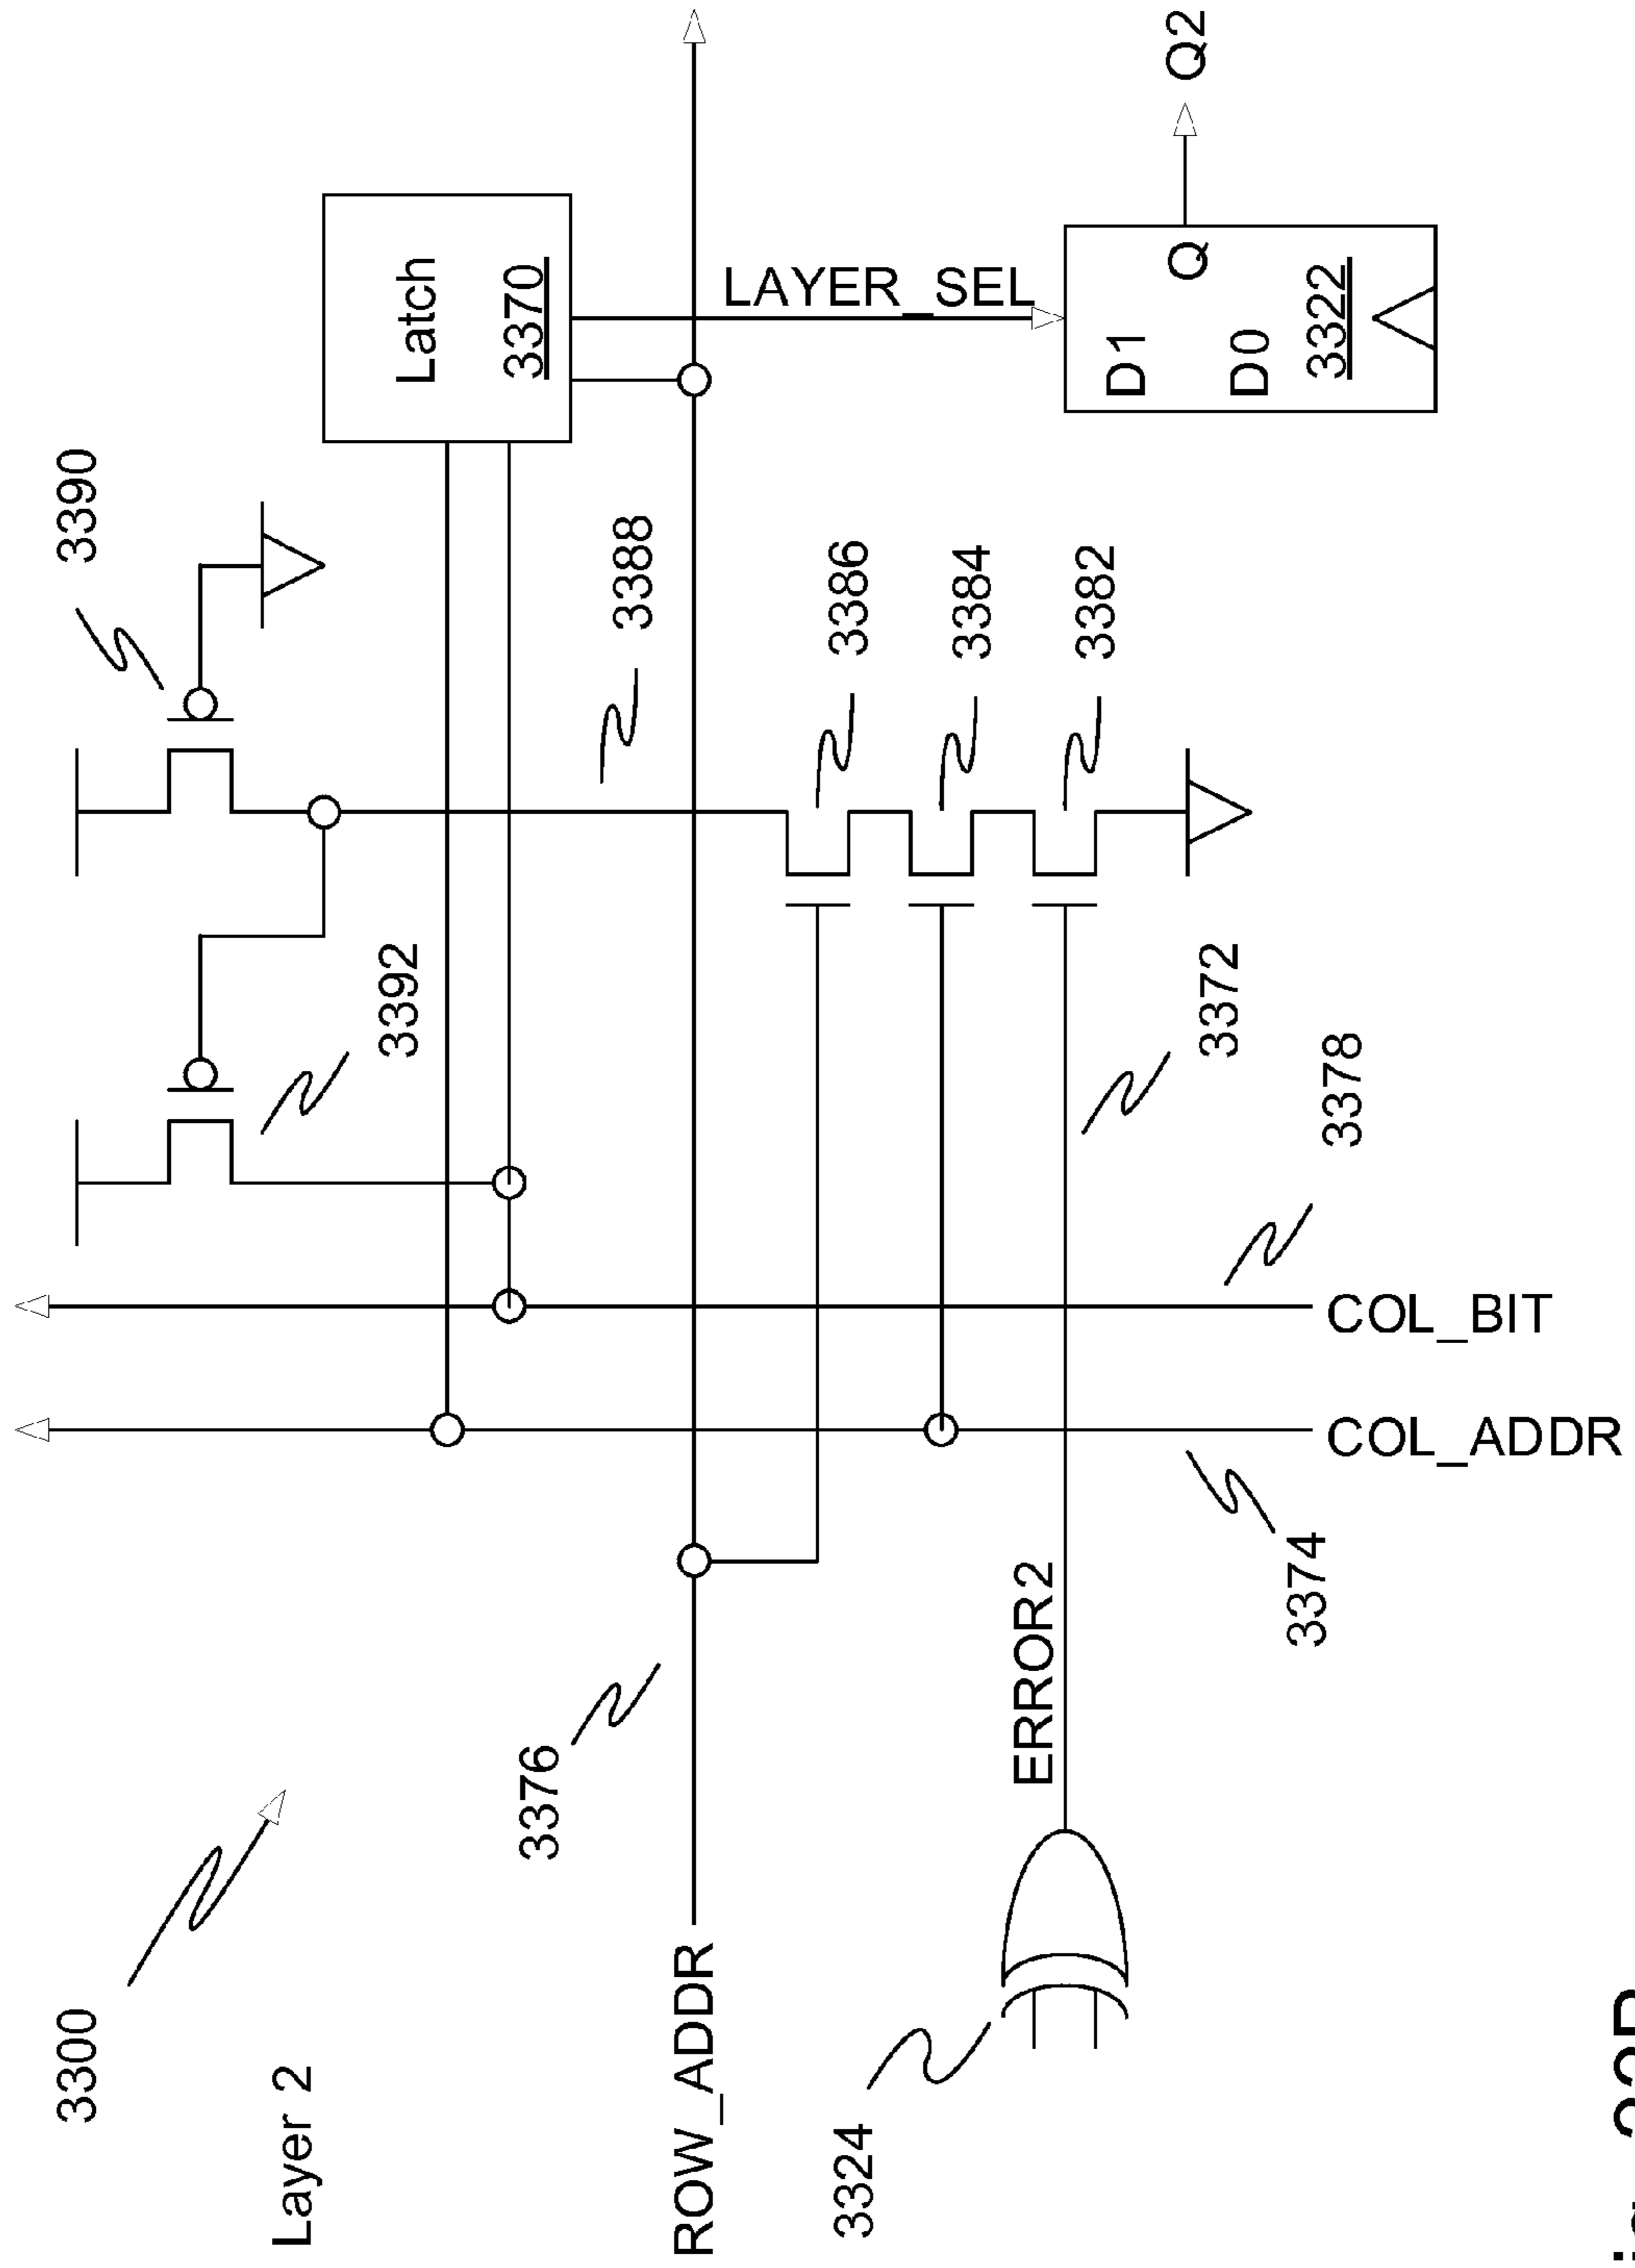 3300
Layer 2
3390
3392
Latch
3370
3388
3376
ROW_ADDR
LAYER_SEL
3386
3384
3382
3324
ERROR2
3372
D1
Q
Q2
D0
3322
3374
3378
COL_BIT
COL_ADDR